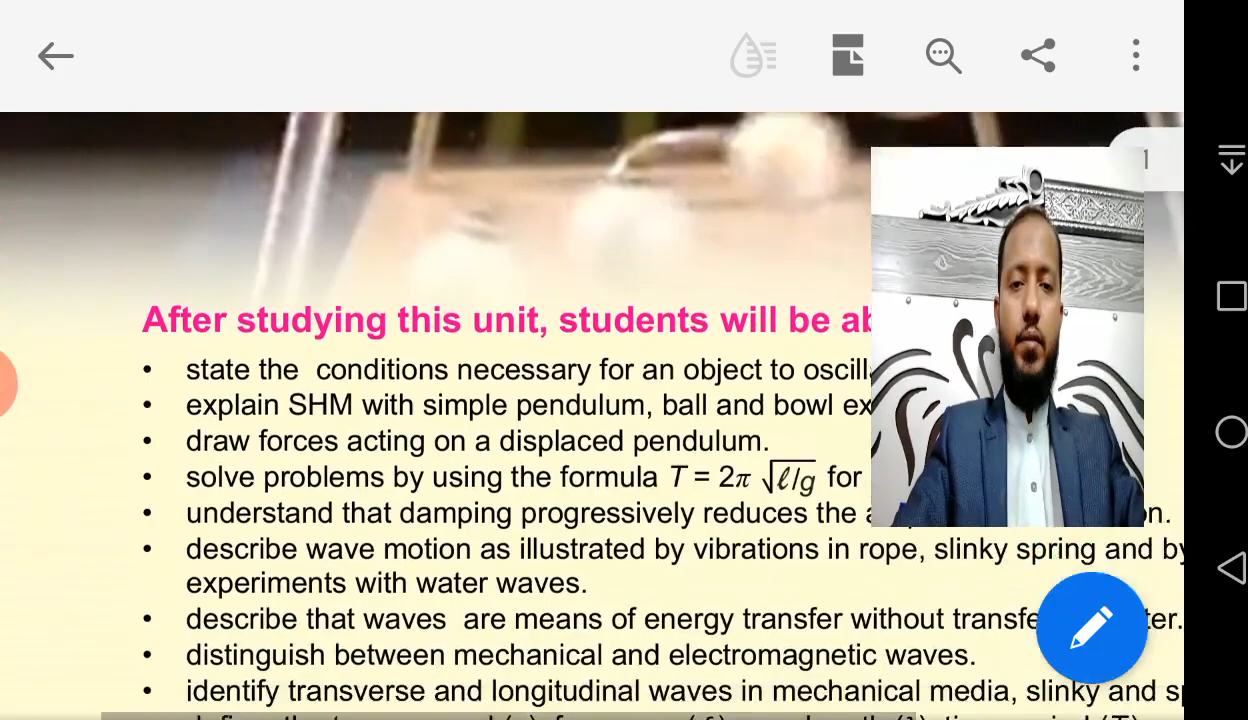 1
After studying this unit, students will be ab
• state the conditions necessary for an object to oscill
• explain SHM with simple pendulum, ball and bowl ex
• draw forces acting on a displaced pendulum.
• solve problems by using the formula T = 2π √ℓ/g for
• understand that damping progressively reduces the on.
• describe wave motion as illustrated by vibrations in rope, slinky spring and by
experiments with water waves.
• describe that waves are means of energy transfer without transfe ter.
• distinguish between mechanical and electromagnetic waves.
• identify transverse and longitudinal waves in mechanical media, slinky and sp